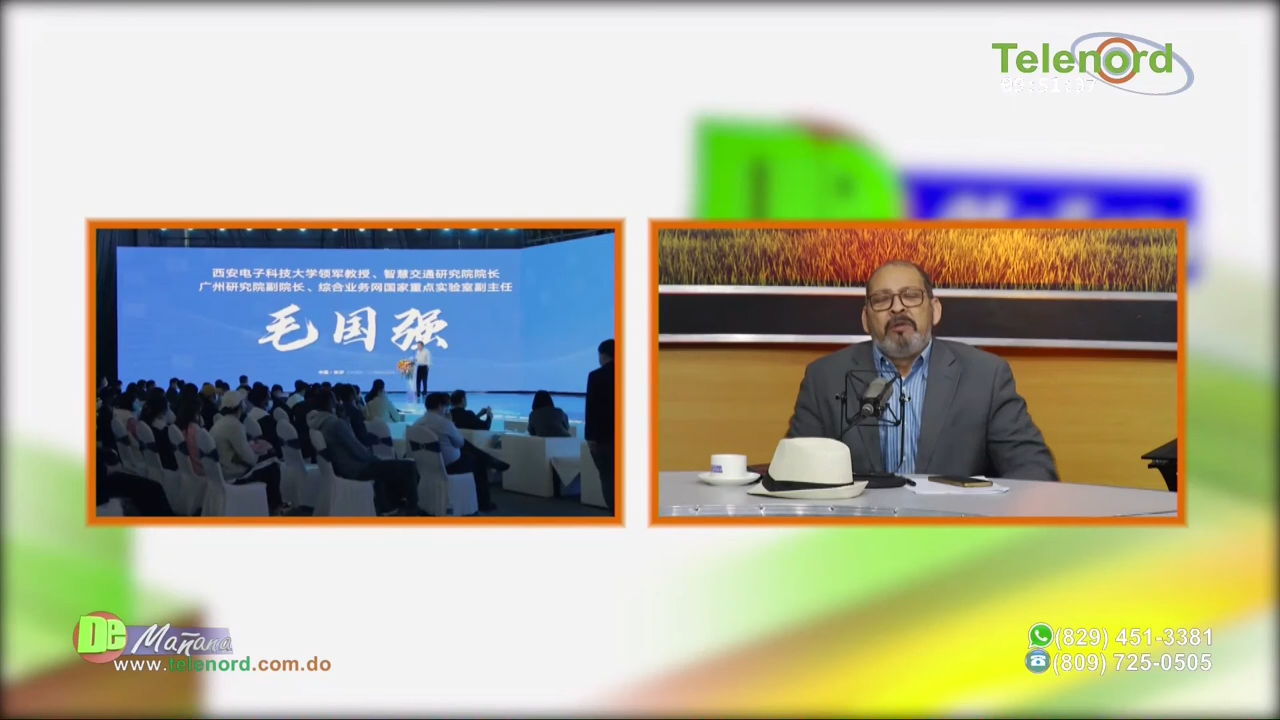 Telenord
09:51:37
西安电子科技大学领军教授、智慧交通研究院院长
广州研究院副院长、综合业务网国家重点实验室副主任
毛国强
De Mañana
www.telenord.com.do
(829) 451-3381
(809) 725-0505